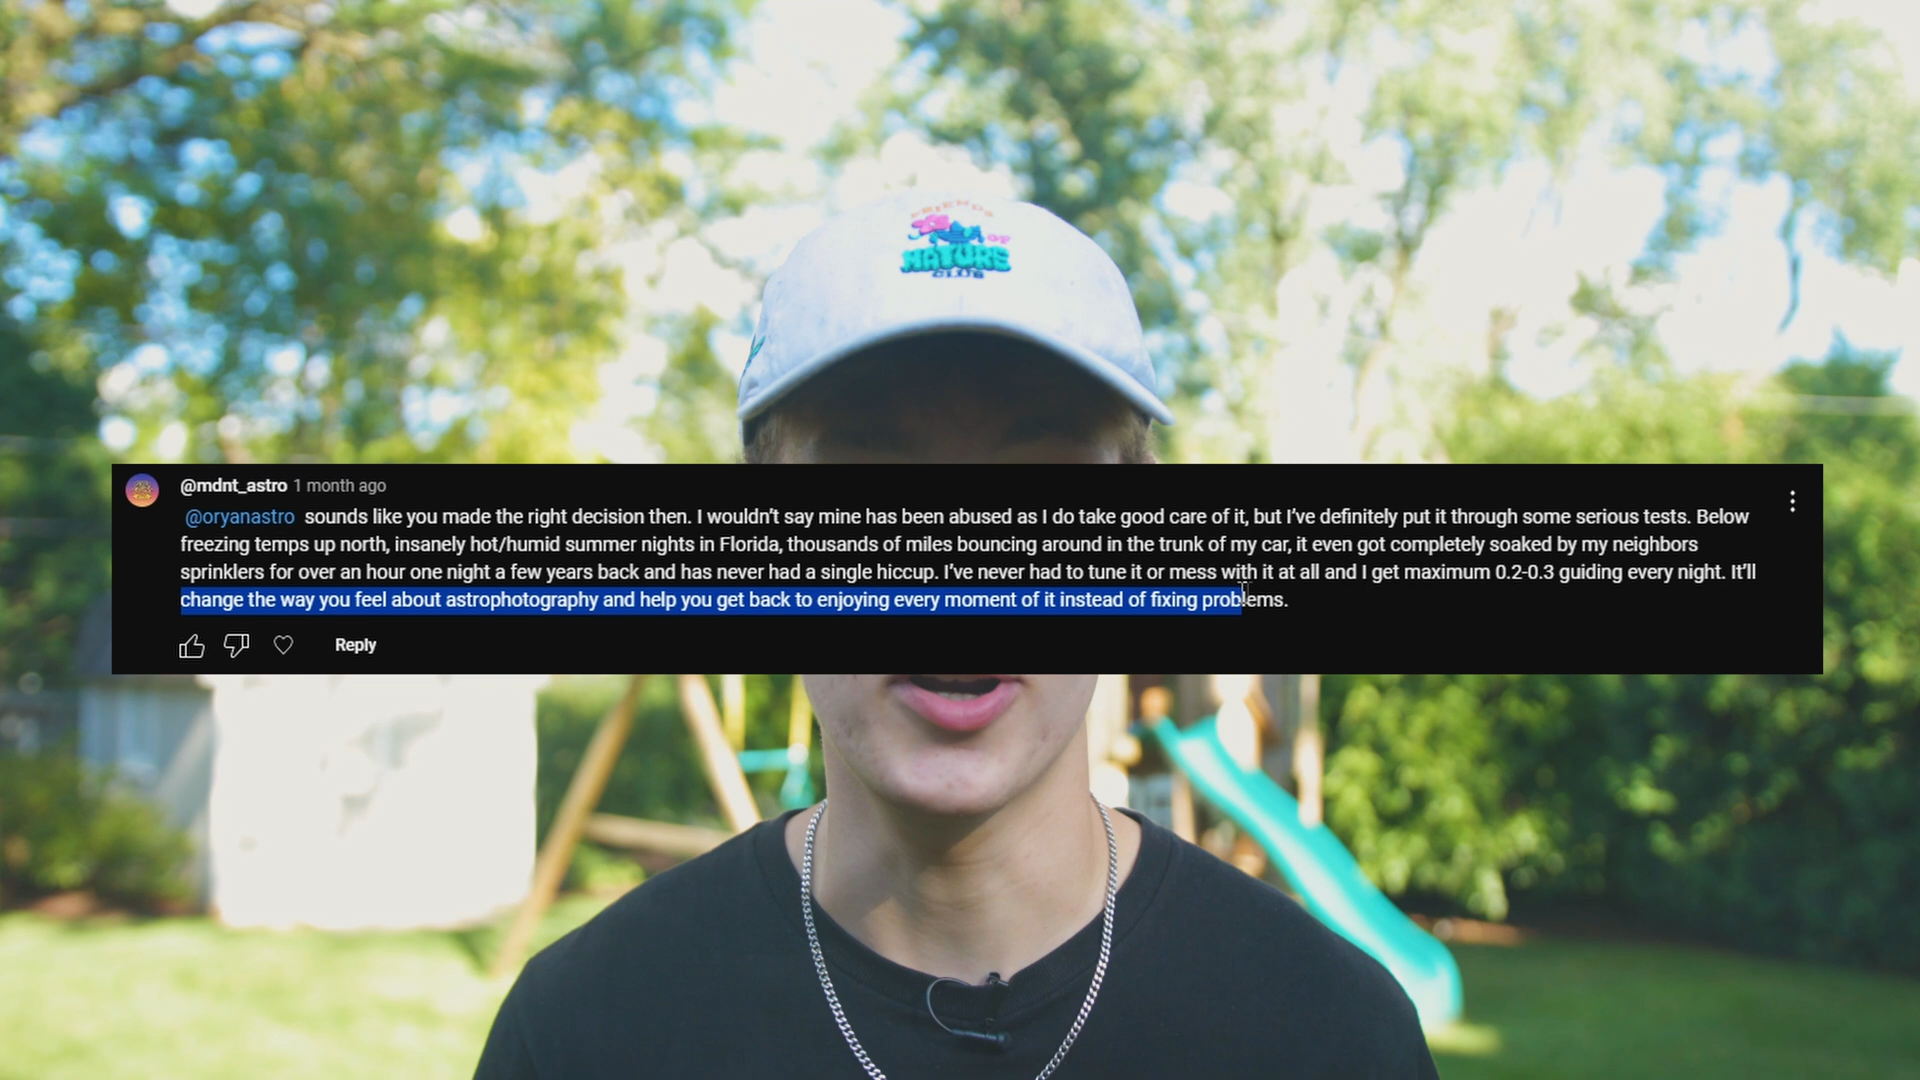 FRIENDS
OF
NATURE
CLUB
@mdnt_astro 1 month ago
@oryanastro sounds like you made the right decision then. I wouldn't say mine has been abused as I do take good care of it, but I've definitely put it through some serious tests. Below
freezing temps up north, insanely hot/humid summer nights in Florida, thousands of miles bouncing around in the trunk of my car, it even got completely soaked by my neighbors
sprinklers for over an hour one night a few years back and has never had a single hiccup. I've never had to tune it or mess with it at all and I get maximum 0.2-0.3 guiding every night. It'll
change the way you feel about astrophotography and help you get back to enjoying every moment of it instead of fixing problems.
Reply